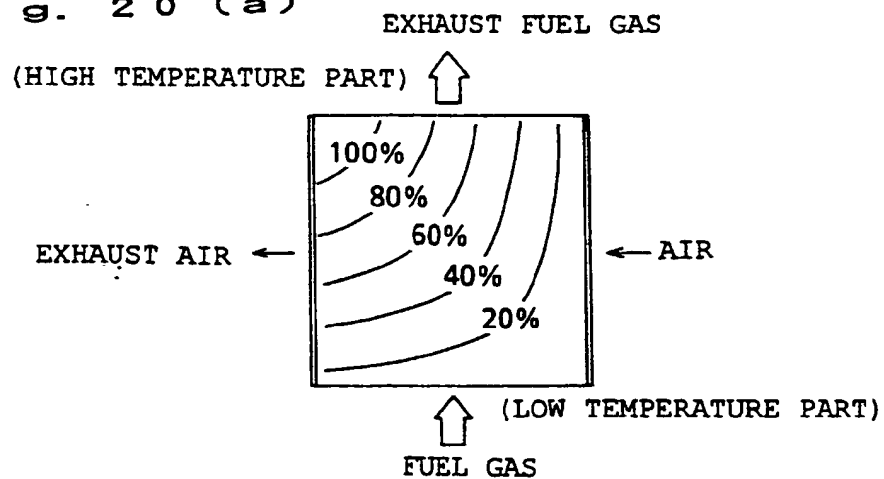 g. 20 (a)
EXHAUST FUEL GAS
(HIGH TEMPERATURE PART)
100%
80%
60%
EXHAUST AIR
AIR
40%
20%
(LOW TEMPERATURE PART)
FUEL GAS